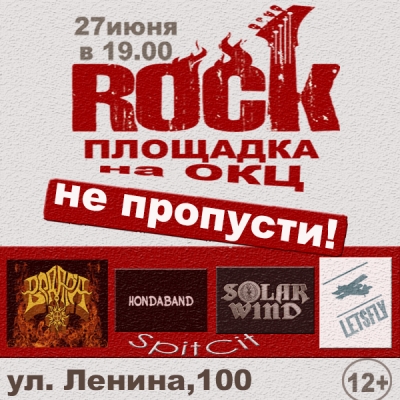 27июня
в 19.00
ROCK
ПЛОЩАДКА
на ОКЦ
не пропусти!
HONDABAND
SOLAR
WIND
LETSFLY
SpitCit
ул. Ленина,100
12+